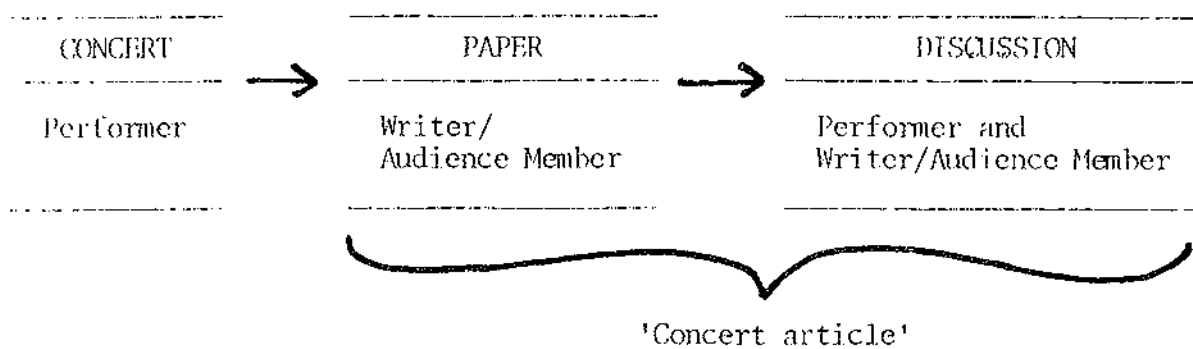 CONCERT PAPER DISCUSSION
Performer Writer/ Performer and
Audience Member Writer/Audience Member
'Concert article'